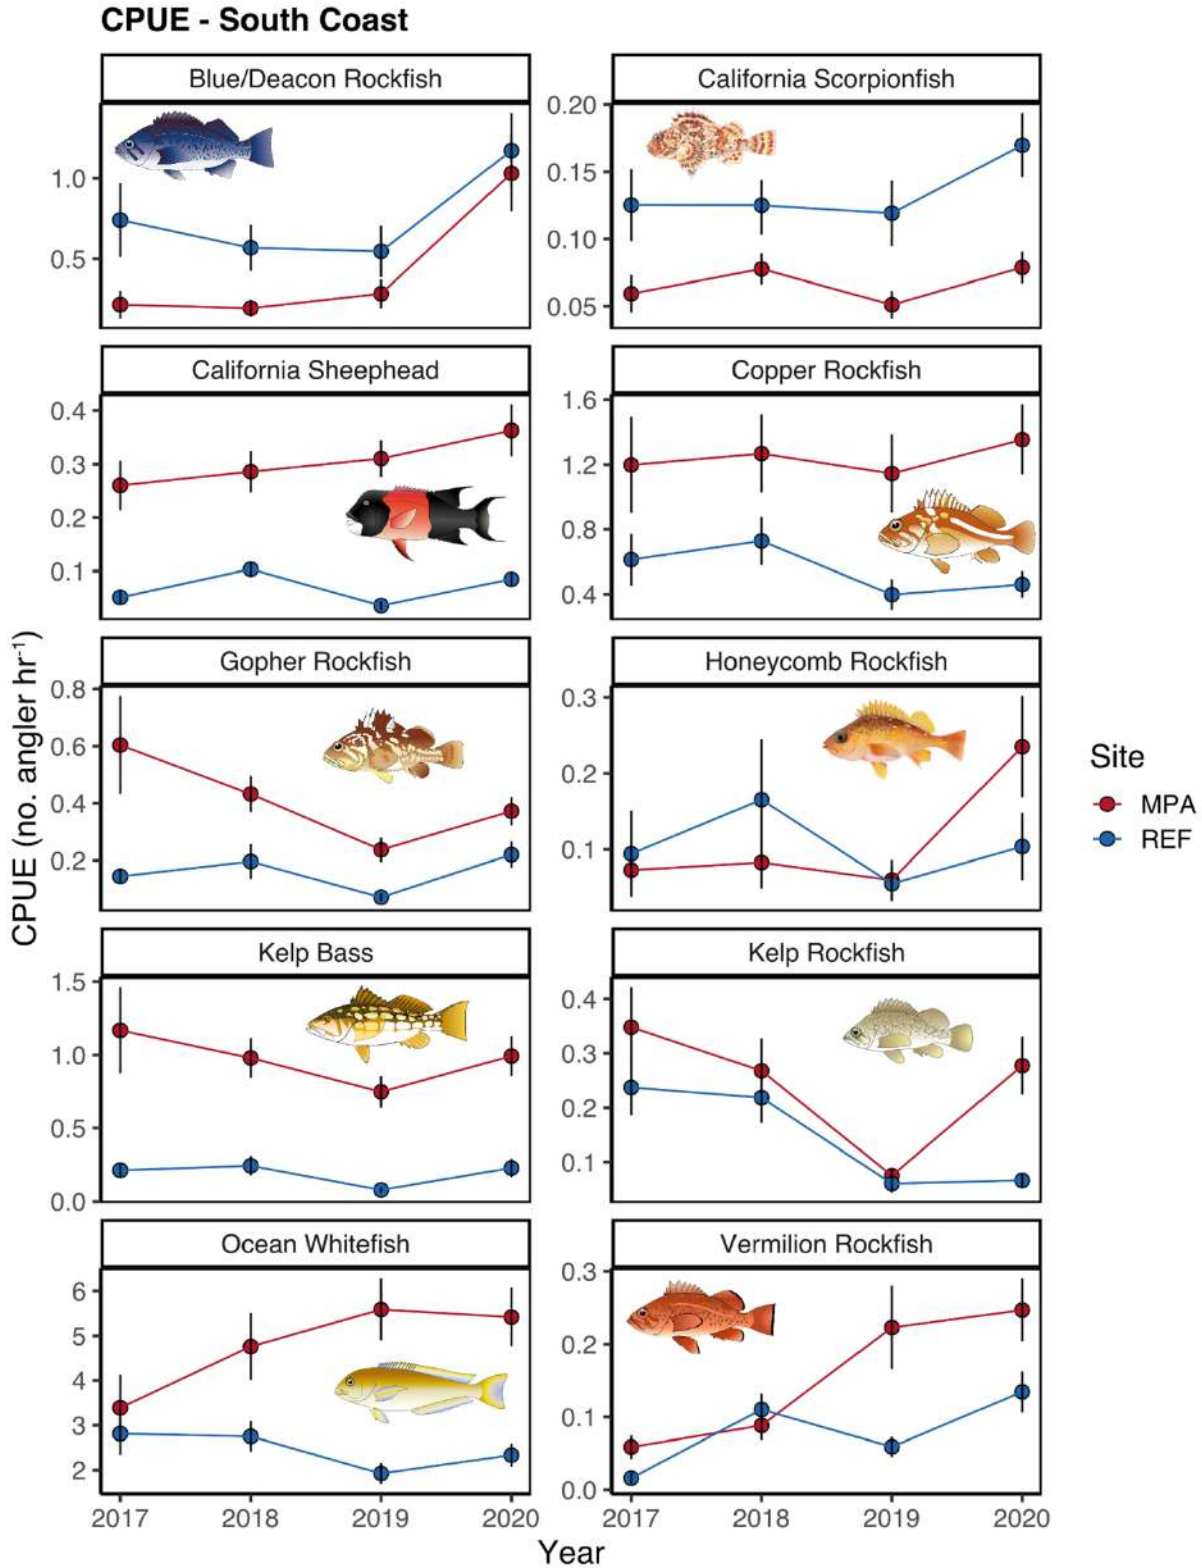 CPUE - South Coast
Blue/Deacon Rockfish
1.0
0.5
California Scorpionfish
0.20
0.15
0.10
0.05
California Sheephead
0.4
0.3
0.2
0.1
Copper Rockfish
1.6
1.2
0.8
0.4
CPUE (no. angler hr⁻¹)
Gopher Rockfish
0.8
0.6
0.4
0.2
Honeycomb Rockfish
0.3
0.2
0.1
Site
MPA
REF
Kelp Bass
1.5
1.0
0.5
0.0
Kelp Rockfish
0.4
0.3
0.2
0.1
Ocean Whitefish
6
5
4
3
2
2017 2018 2019 2020
Vermilion Rockfish
0.3
0.2
0.1
0.0
2017 2018 2019 2020
Year